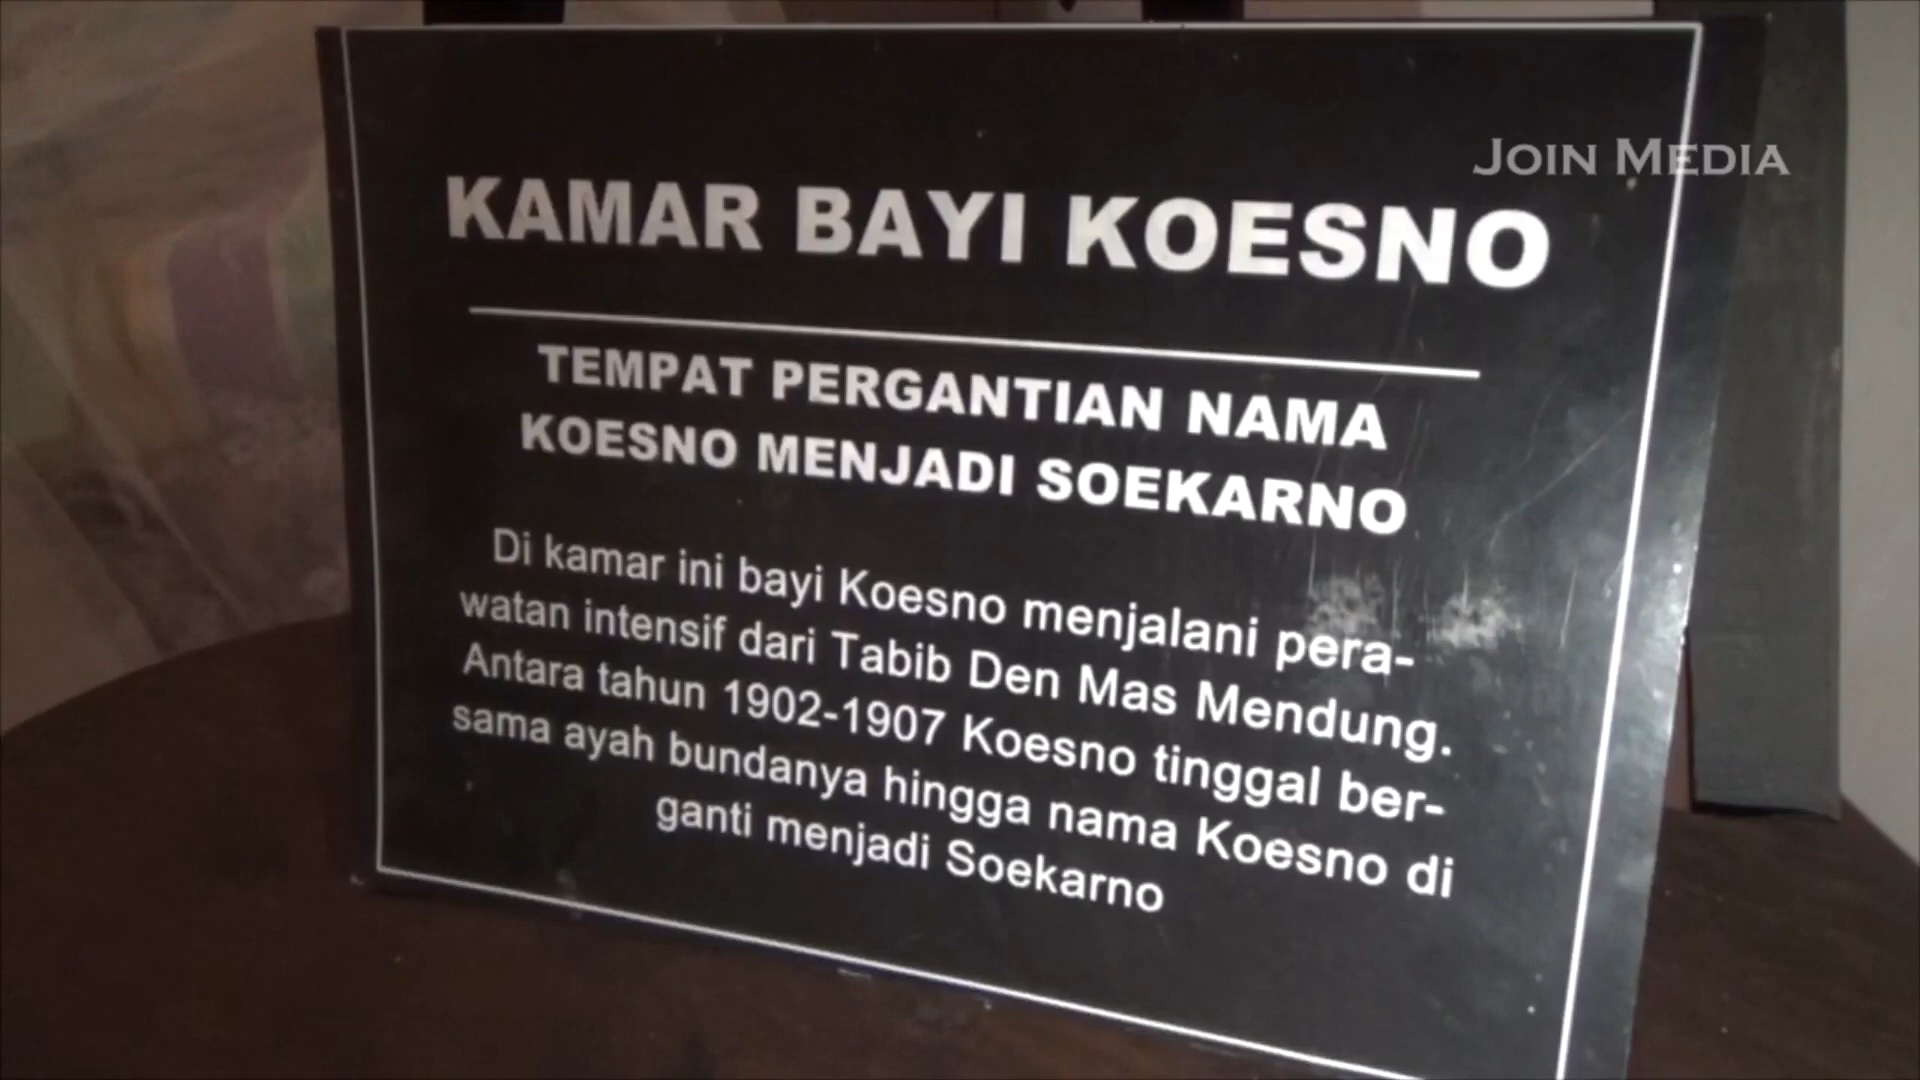 JOIN MEDIA
KAMAR BAYI KOESNO
TEMPAT PERGANTIAN NAMA
KOESNO MENJADI SOEKARNO
Di kamar ini bayi Koesno menjalani pera-
watan intensif dari Tabib Den Mas Mendung.
Antara tahun 1902-1907 Koesno tinggal ber-
sama ayah bundanya hingga nama Koesno di
ganti menjadi Soekarno